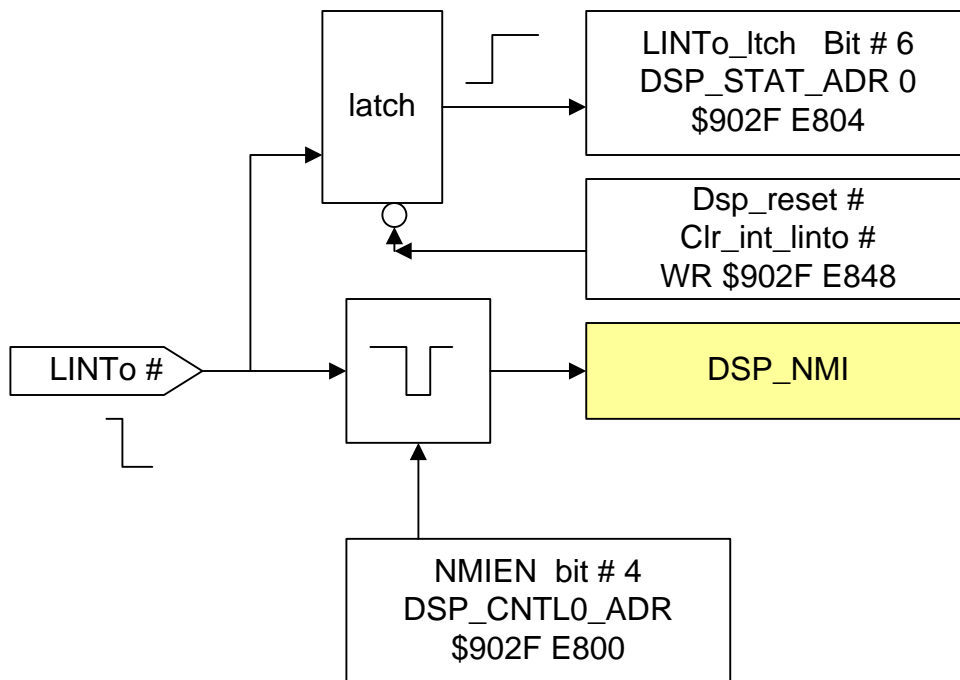 LINTo_ltch Bit # 6
DSP_STAT_ADR 0
$902F E804
latch
Dsp_reset #
Clr_int_linto #
WR $902F E848
LINTo #
DSP_NMI
NMIEN bit # 4
DSP_CNTL0_ADR
$902F E800